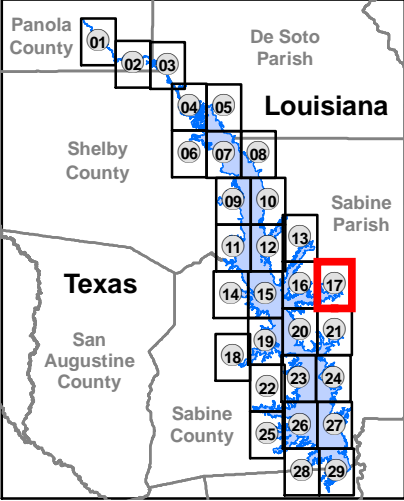 Panola
County
01
02
03
De Soto
Parish
04
05
Louisiana
Shelby
County
06
07
08
09
10
Sabine
Parish
11
12
13
Texas
14
15
16
17
San
Augustine
County
18
19
20
21
22
23
24
Sabine
County
25
26
27
28
29